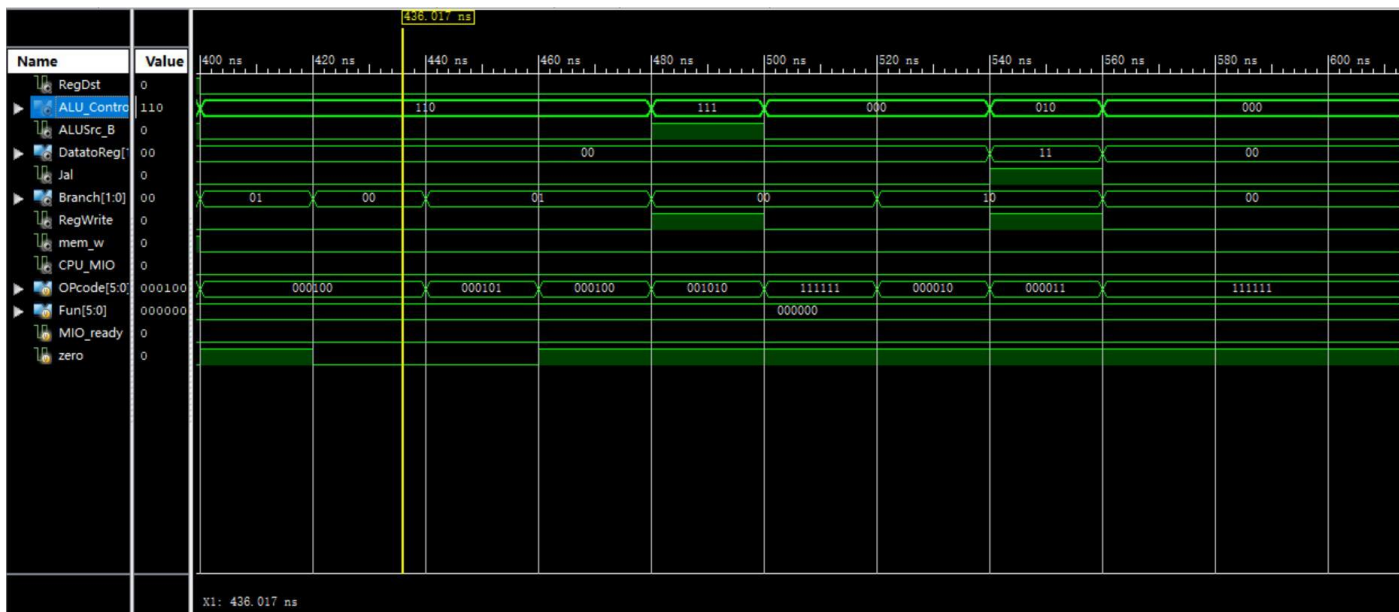 436.017 ns
Name Value
400 ns 420 ns 440 ns 460 ns 480 ns 500 ns 520 ns 540 ns 560 ns 580 ns 600 ns
RegDst 0
ALU_Contro 110 110 111 000 010 000
ALUSrc_B 0
DatatoReg[1 00 00 11 00
Jal 0
Branch[1:0] 00 01 00 01 00 10 00
RegWrite 0
mem_w 0
CPU_MIO 0
OPcode[5:0] 000100 000100 000101 000100 001010 111111 000010 000011 111111
Fun[5:0] 000000 000000
MIO_ready 0
zero 0
X1: 436.017 ns